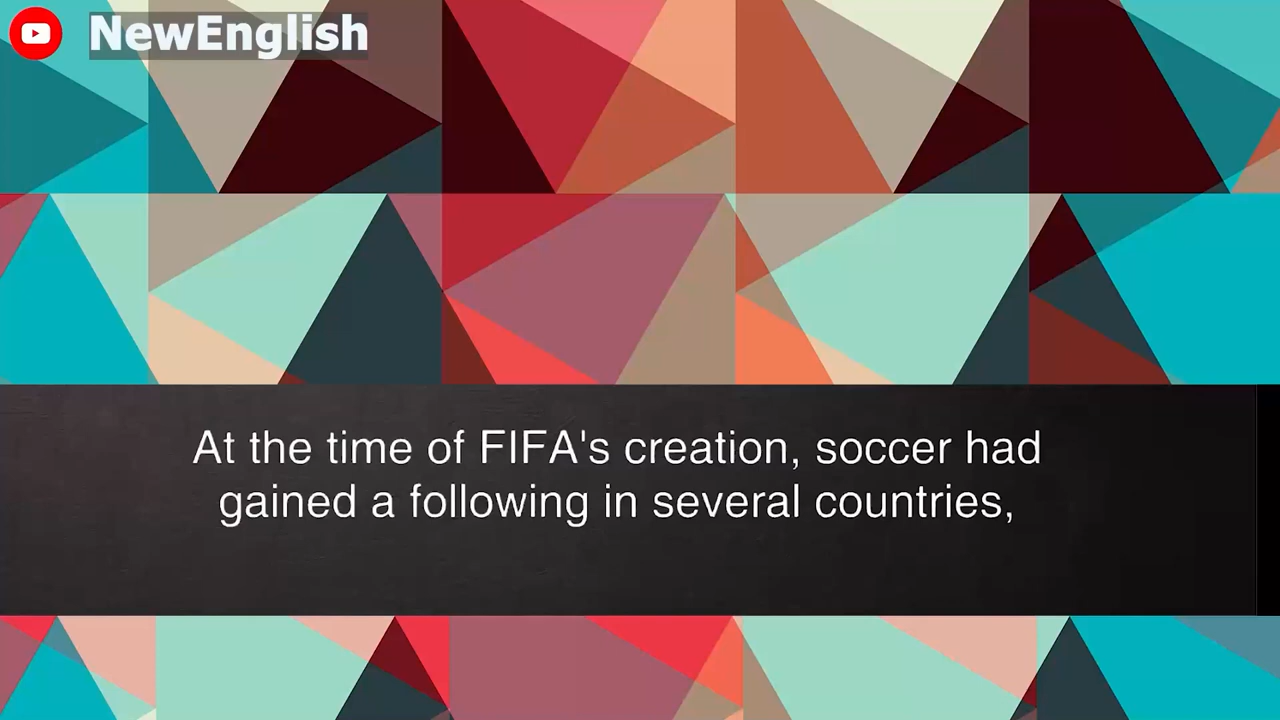 NewEnglish
At the time of FIFA's creation, soccer had
gained a following in several countries,